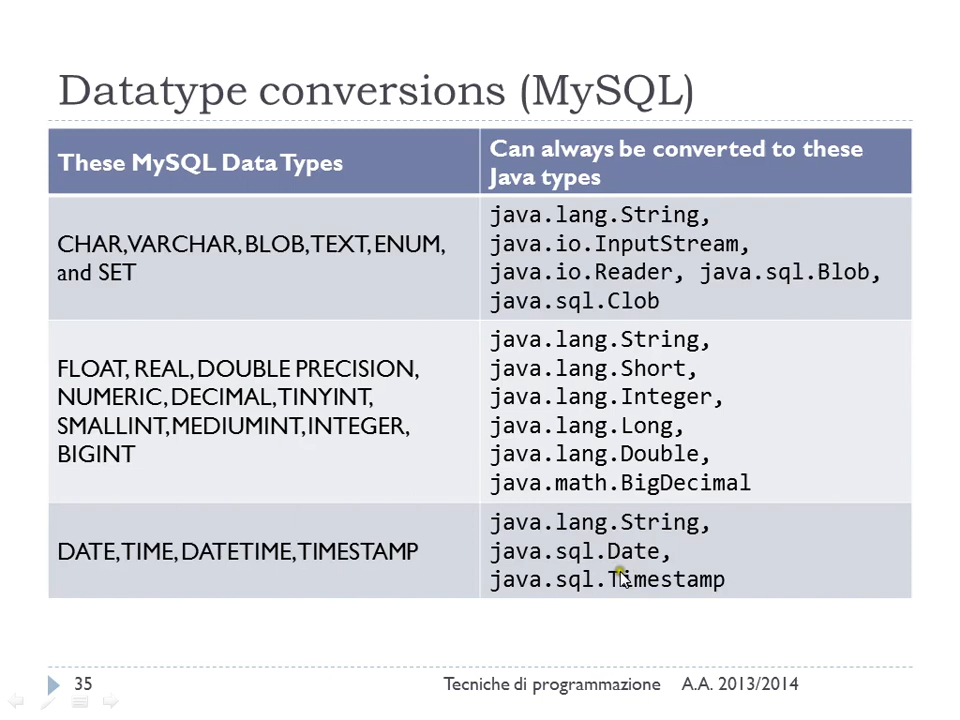 Datatype conversions (MySQL)
These MySQL Data Types
Can always be converted to these
Java types
CHAR, VARCHAR, BLOB, TEXT, ENUM,
and SET
java.lang.String,
java.io.InputStream,
java.io.Reader, java.sql.Blob,
java.sql.Clob
FLOAT, REAL, DOUBLE PRECISION,
NUMERIC, DECIMAL, TINYINT,
SMALLINT, MEDIUMINT, INTEGER,
BIGINT
java.lang.String,
java.lang.Short,
java.lang.Integer,
java.lang.Long,
java.lang.Double,
java.math.BigDecimal
DATE, TIME, DATETIME, TIMESTAMP
java.lang.String,
java.sql.Date,
java.sql.Timestamp
35
Tecniche di programmazione A.A. 2013/2014